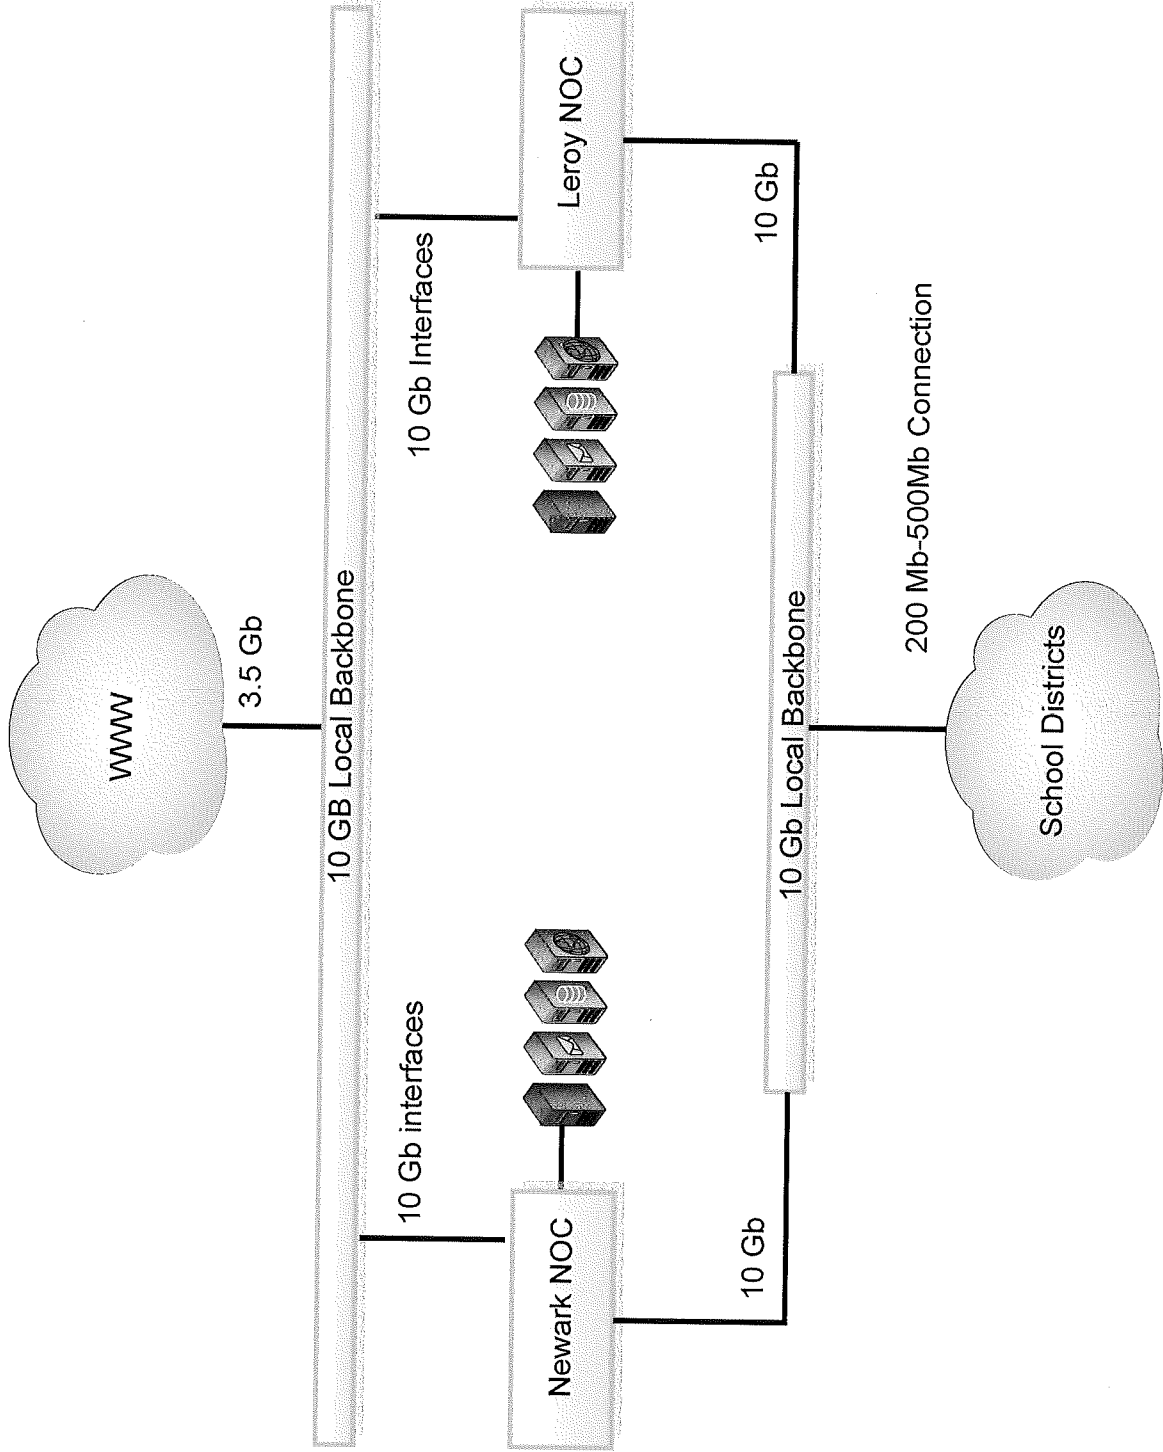 WWW
3.5 Gb
10 GB Local Backbone
10 Gb interfaces
10 Gb Interfaces
Newark NOC
Leroy NOC
10 Gb
10 Gb
10 Gb Local Backbone
200 Mb-500Mb Connection
School Districts